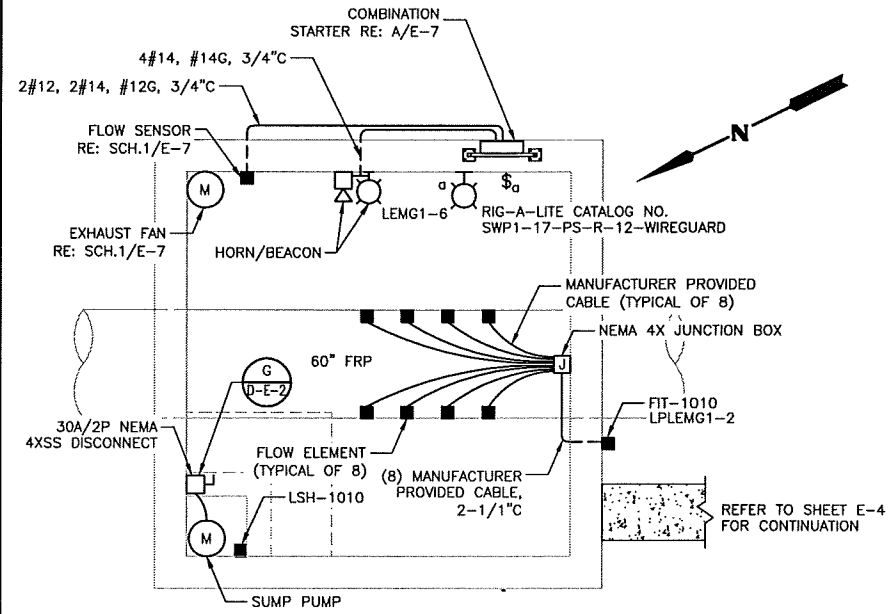 COMBINATION
STARTER RE: A/E-7
4#14, #14G, 3/4"C
2#12, 2#14, #12G, 3/4"C
FLOW SENSOR
RE: SCH.1/E-7
N
M
a
$a
LEMG1-6
RIG-A-LITE CATALOG NO.
SWP1-17-PS-R-12-WIREGUARD
EXHAUST FAN
RE: SCH.1/E-7
HORN/BEACON
MANUFACTURER PROVIDED
CABLE (TYPICAL OF 8)
NEMA 4X JUNCTION BOX
60" FRP
J
G
D-E-2
FIT-1010
LPLEMG1-2
30A/2P NEMA
4XSS DISCONNECT
FLOW ELEMENT
(TYPICAL OF 8)
(8) MANUFACTURER
PROVIDED CABLE,
2-1/1"C
LSH-1010
REFER TO SHEET E-4
FOR CONTINUATION
M
SUMP PUMP